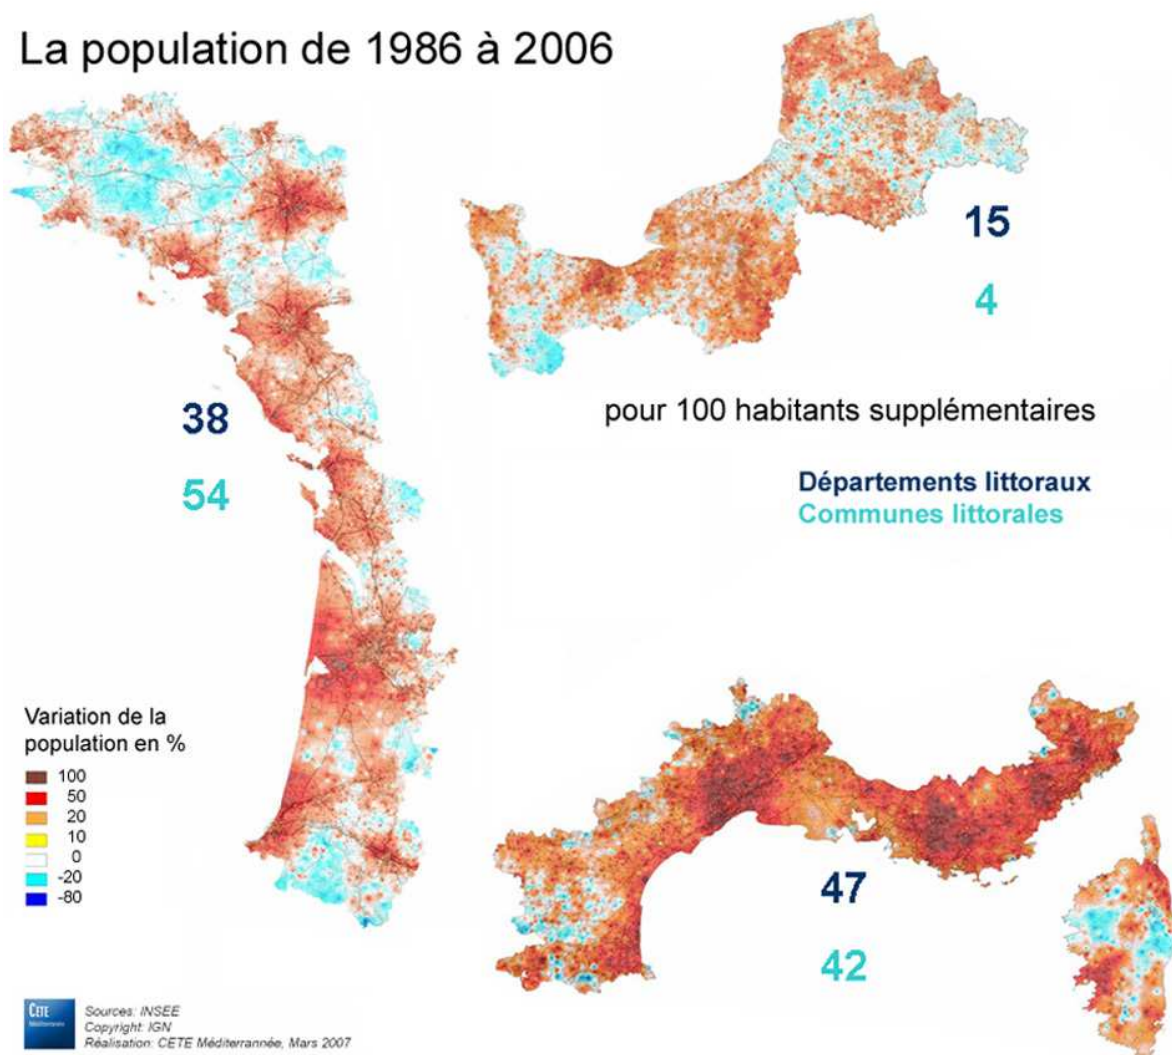 La population de 1986 à 2006
15
4
38
54
pour 100 habitants supplémentaires
Départements littoraux
Communes littorales
Variation de la
population en %
100
50
20
10
0
-20
-80
47
42
CETE
Méditerranée
Sources: INSEE
Copyright: IGN
Réalisation: CETE Méditerrannée, Mars 2007